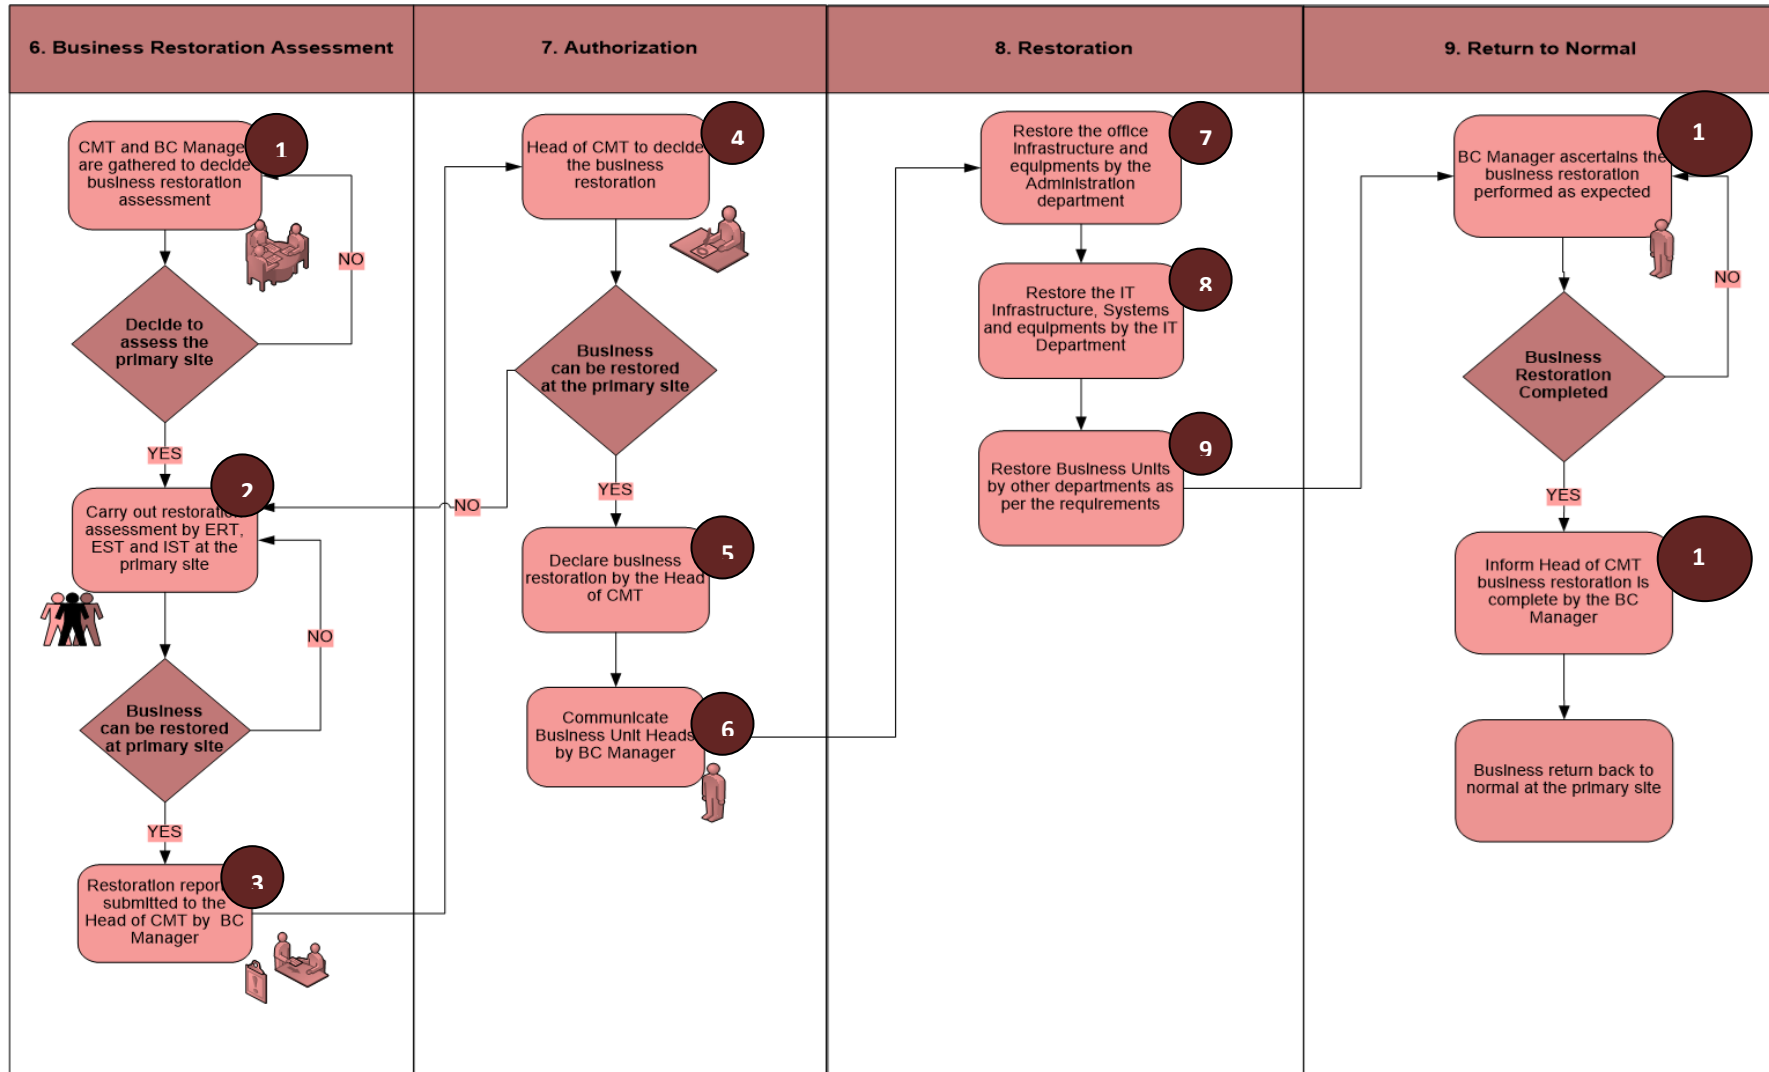 6. Business Restoration Assessment
7. Authorization
8. Restoration
9. Return to Normal
1
CMT and BC Manage
are gathered to decide
business restoration
assessment
NO
Decide to
assess the
primary site
YES
2
Carry out restoration
assessment by ERT,
EST and IST at the
primary site
NO
Business
can be restored
at primary site
YES
3
Restoration repor
submitted to the
Head of CMT by BC
Manager
4
Head of CMT to decide
the business
restoration
Business
can be restored
at the primary site
NO
YES
5
Declare business
restoration by the Head
of CMT
6
Communicate
Business Unit Heads
by BC Manager
7
Restore the office
Infrastructure and
equipments by the
Administration
department
8
Restore the IT
Infrastructure, Systems
and equipments by the IT
Department
9
Restore Business Units
by other departments as
per the requirements
1
BC Manager ascertains the
business restoration
performed as expected
NO
Business
Restoration
Completed
YES
1
Inform Head of CMT
business restoration is
complete by the BC
Manager
Business return back to
normal at the primary site